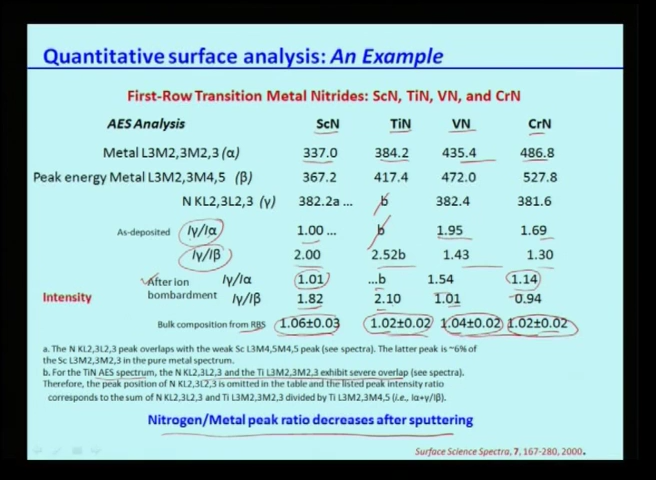 Quantitative surface analysis: An Example
First-Row Transition Metal Nitrides: ScN, TiN, VN, and CrN
AES Analysis ScN TiN VN CrN
Metal L3M2,3M2,3 (α) 337.0 384.2 435.4 486.8
Peak energy Metal L3M2,3M4,5 (β) 367.2 417.4 472.0 527.8
N KL2,3L2,3 (γ) 382.2a ... b 382.4 381.6
As-deposited Iγ/Iα 1.00 ... b 1.95 1.69
Iγ/Iβ 2.00 2.52b 1.43 1.30
After ion bombardment Iγ/Iα 1.01 ...b 1.54 1.14
Intensity Iγ/Iβ 1.82 2.10 1.01 0.94
Bulk composition from RBS 1.06±0.03 1.02±0.02 1.04±0.02 1.02±0.02
a. The N KL2,3L2,3 peak overlaps with the weak Sc L3M4,5M4,5 peak (see spectra). The latter peak is ~6% of
the Sc L3M2,3M2,3 in the pure metal spectrum.
b. For the TiN AES spectrum, the N KL2,3L2,3 and the Ti L3M2,3M2,3 exhibit severe overlap (see spectra).
Therefore, the peak position of N KL2,3L2,3 is omitted in the table and the listed peak intensity ratio
corresponds to the sum of N KL2,3L2,3 and Ti L3M2,3M2,3 divided by Ti L3M2,3M4,5 (i.e., Iα+γ/Iβ).
Nitrogen/Metal peak ratio decreases after sputtering
Surface Science Spectra, 7, 167-280, 2000.